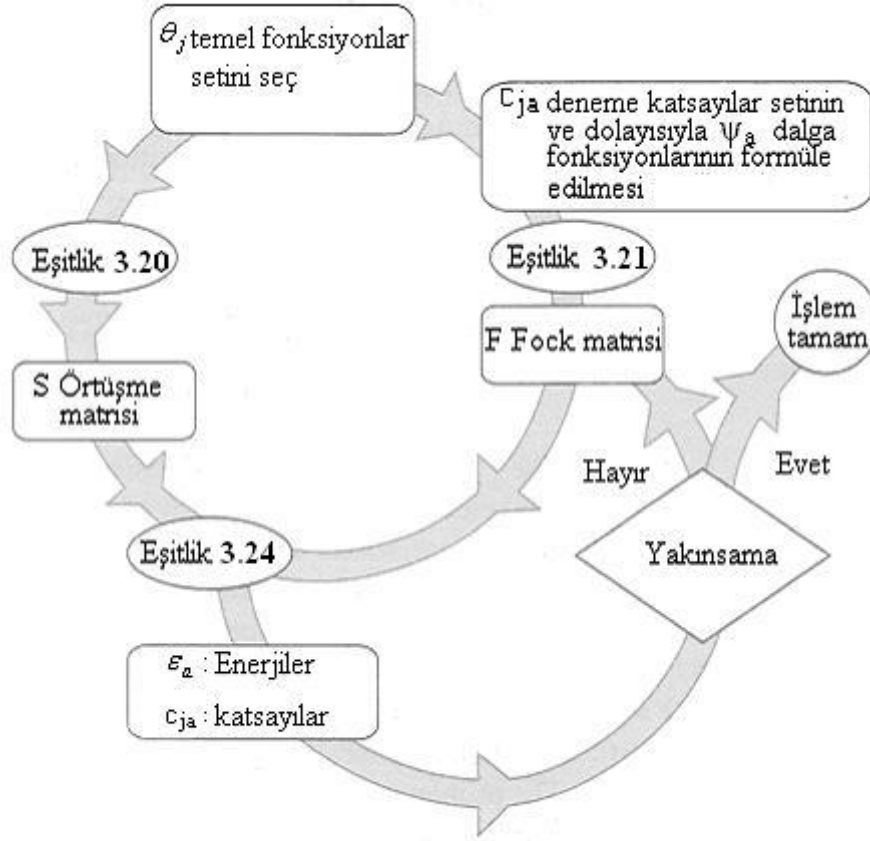 θj temel fonksiyonlar
setini seç
Cja deneme katsayılar setinin
ve dolayısıyla ψa dalga
fonksiyonlarının formüle
edilmesi
Eşitlik 3.20
Eşitlik 3.21
İşlem
tamam
F Fock matrisi
S Örtüşme
matrisi
Hayır
Evet
Eşitlik 3.24
Yakınsama
εa : Enerjiler
cja : katsayılar